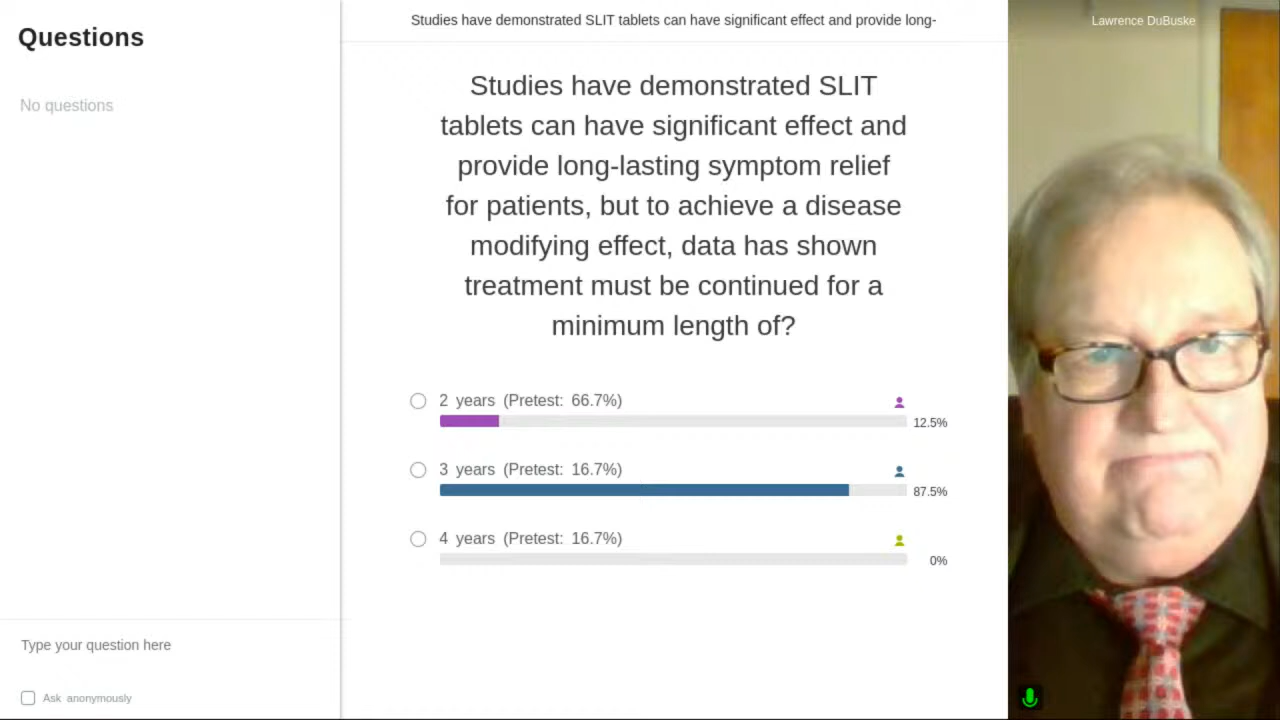 Questions
No questions
Type your question here
Ask anonymously
Studies have demonstrated SLIT tablets can have significant effect and provide long-
Studies have demonstrated SLIT
tablets can have significant effect and
provide long-lasting symptom relief
for patients, but to achieve a disease
modifying effect, data has shown
treatment must be continued for a
minimum length of?
2 years (Pretest: 66.7%)
12.5%
3 years (Pretest: 16.7%)
87.5%
4 years (Pretest: 16.7%)
0%
Lawrence DuBuske